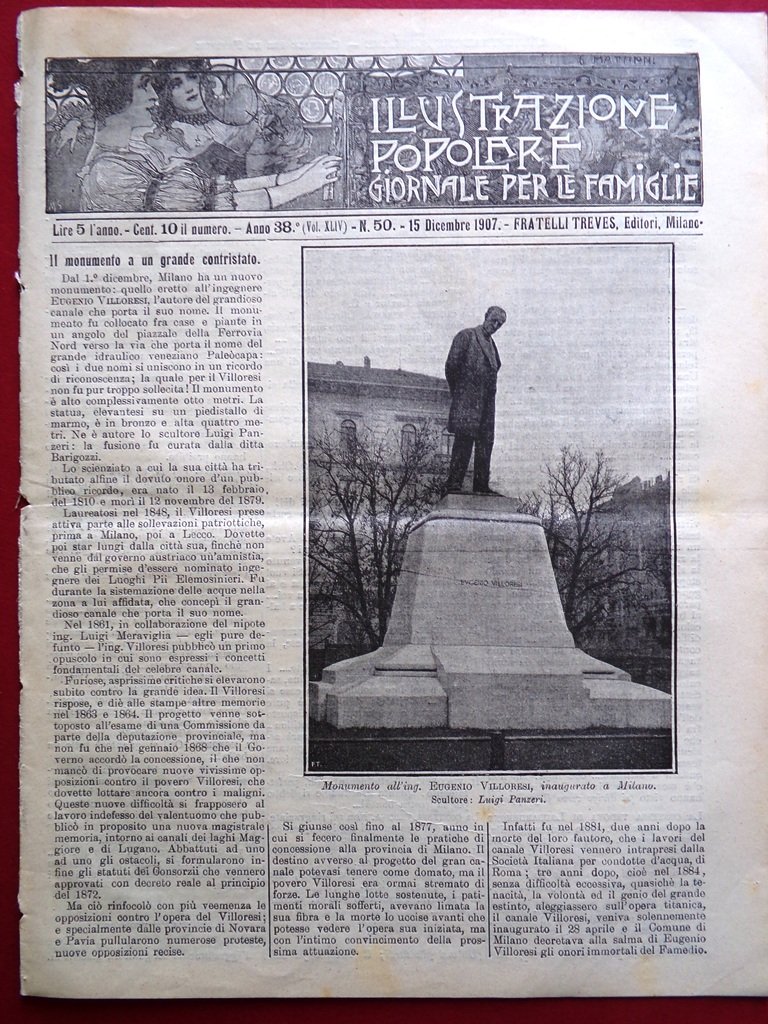 E. MATANIA
ILLUSTRAZIONE
POPOLARE
GIORNALE PER LE FAMIGLIE
Lire 5 l'anno. - Cent. 10 il numero. - Anno 38.° (Vol. XLIV) - N. 50. - 15 Dicembre 1907. - FRATELLI TREVES, Editori, Milano.
Il monumento a un grande contristato.
Dal 1.° dicembre, Milano ha un nuovo
monumento: quello eretto all'ingegnere
EUGENIO VILLORESI, l'autore del grandioso
canale che porta il suo nome. Il monu-
mento fu collocato fra case e piante in
un angolo del piazzale della Ferrovia
Nord verso la via che porta il nome del
grande idraulico veneziano Paleòcapa:
così i due nomi si uniscono in un ricordo
di riconoscenza; la quale per il Villoresi
non fu pur troppo sollecita! Il monumento
è alto complessivamente otto metri. La
statua, elevantesi su un piedistallo di
marmo, è in bronzo e alta quattro me-
tri. Ne è autore lo scultore Luigi Pan-
zeri: la fusione fu curata dalla ditta
Barigozzi.
Lo scienziato a cui la sua città ha tri-
butato alfine il dovuto onore d'un pub-
blico ricordo, era nato il 13 febbraio
del 1810 e morì il 12 novembre del 1879.
Laureatosi nel 1848, il Villoresi prese
attiva parte alle sollevazioni patriottiche,
prima a Milano, poi a Lecco. Dovette
poi star lungi dalla città sua, finchè non
venne dal governo austriaco un'amnistia,
che gli permise d'essere nominato inge-
gnere dei Luoghi Pii Elemosinieri. Fu
durante la sistemazione delle acque nella
zona a lui affidata, che concepì il gran-
dioso canale che porta il suo nome.
Nel 1861, in collaborazione del nipote
ing. Luigi Meraviglia — egli pure de-
funto — l'ing. Villoresi pubblicò un primo
opuscolo in cui sono espressi i concetti
fondamentali del celebre canale.
Furiose, asprissime critiche si elevarono
subito contro la grande idea. Il Villoresi
rispose, e diè alle stampe altre memorie
nel 1863 e 1864. Il progetto venne sot-
toposto all'esame di una Commissione da
parte della deputazione provinciale, ma
non fu che nel gennaio 1868 che il Go-
verno accordò la concessione, il che non
mancò di provocare nuove vivissime op-
posizioni contro il povero Villoresi, che
dovette lottare ancora contro i maligni.
Queste nuove difficoltà si frapposero al
lavoro indefesso del valentuomo che pub-
blicò in proposito una nuova magistrale
memoria, intorno ai canali dei laghi Mag-
giore e di Lugano. Abbattuti ad uno
ad uno gli ostacoli, si formularono in-
fine gli statuti dei Consorzii che vennero
approvati con decreto reale al principio
del 1872.
Ma ciò rinfocolò con più veemenza le
opposizioni contro l'opera del Villoresi;
e specialmente dalle provincie di Novara
e Pavia pullularono numerose proteste,
nuove opposizioni recise.
EUGENIO VILLORESI
F.T.
Monumento all'ing. EUGENIO VILLORESI, inaugurato a Milano.
Scultore: Luigi Panzeri.
Si giunse così fino al 1877, anno in
cui si fecero finalmente le pratiche di
concessione alla provincia di Milano. Il
destino avverso al progetto del gran ca-
nale potevasi tenere come domato, ma il
povero Villoresi era ormai stremato di
forze. Le lunghe lotte sostenute, i pati-
menti morali sofferti, avevano limata la
sua fibra e la morte lo uccise avanti che
potesse vedere l'opera sua iniziata, ma
con l'intimo convincimento della pros-
sima attuazione.
Infatti fu nel 1881, due anni dopo la
morte del loro fautore, che i lavori del
canale Villoresi vennero intrapresi dalla
Società Italiana per condotte d'acqua, di
Roma; tre anni dopo, cioè nel 1884,
senza difficoltà eccessiva, quasichè la te-
nacità, la volontà ed il genio del grande
estinto, aleggiassero sull'opera titanica,
il canale Villoresi, veniva solennemente
inaugurato il 28 aprile e il Comune di
Milano decretava alla salma di Eugenio
Villoresi gli onori immortali del Famedio.